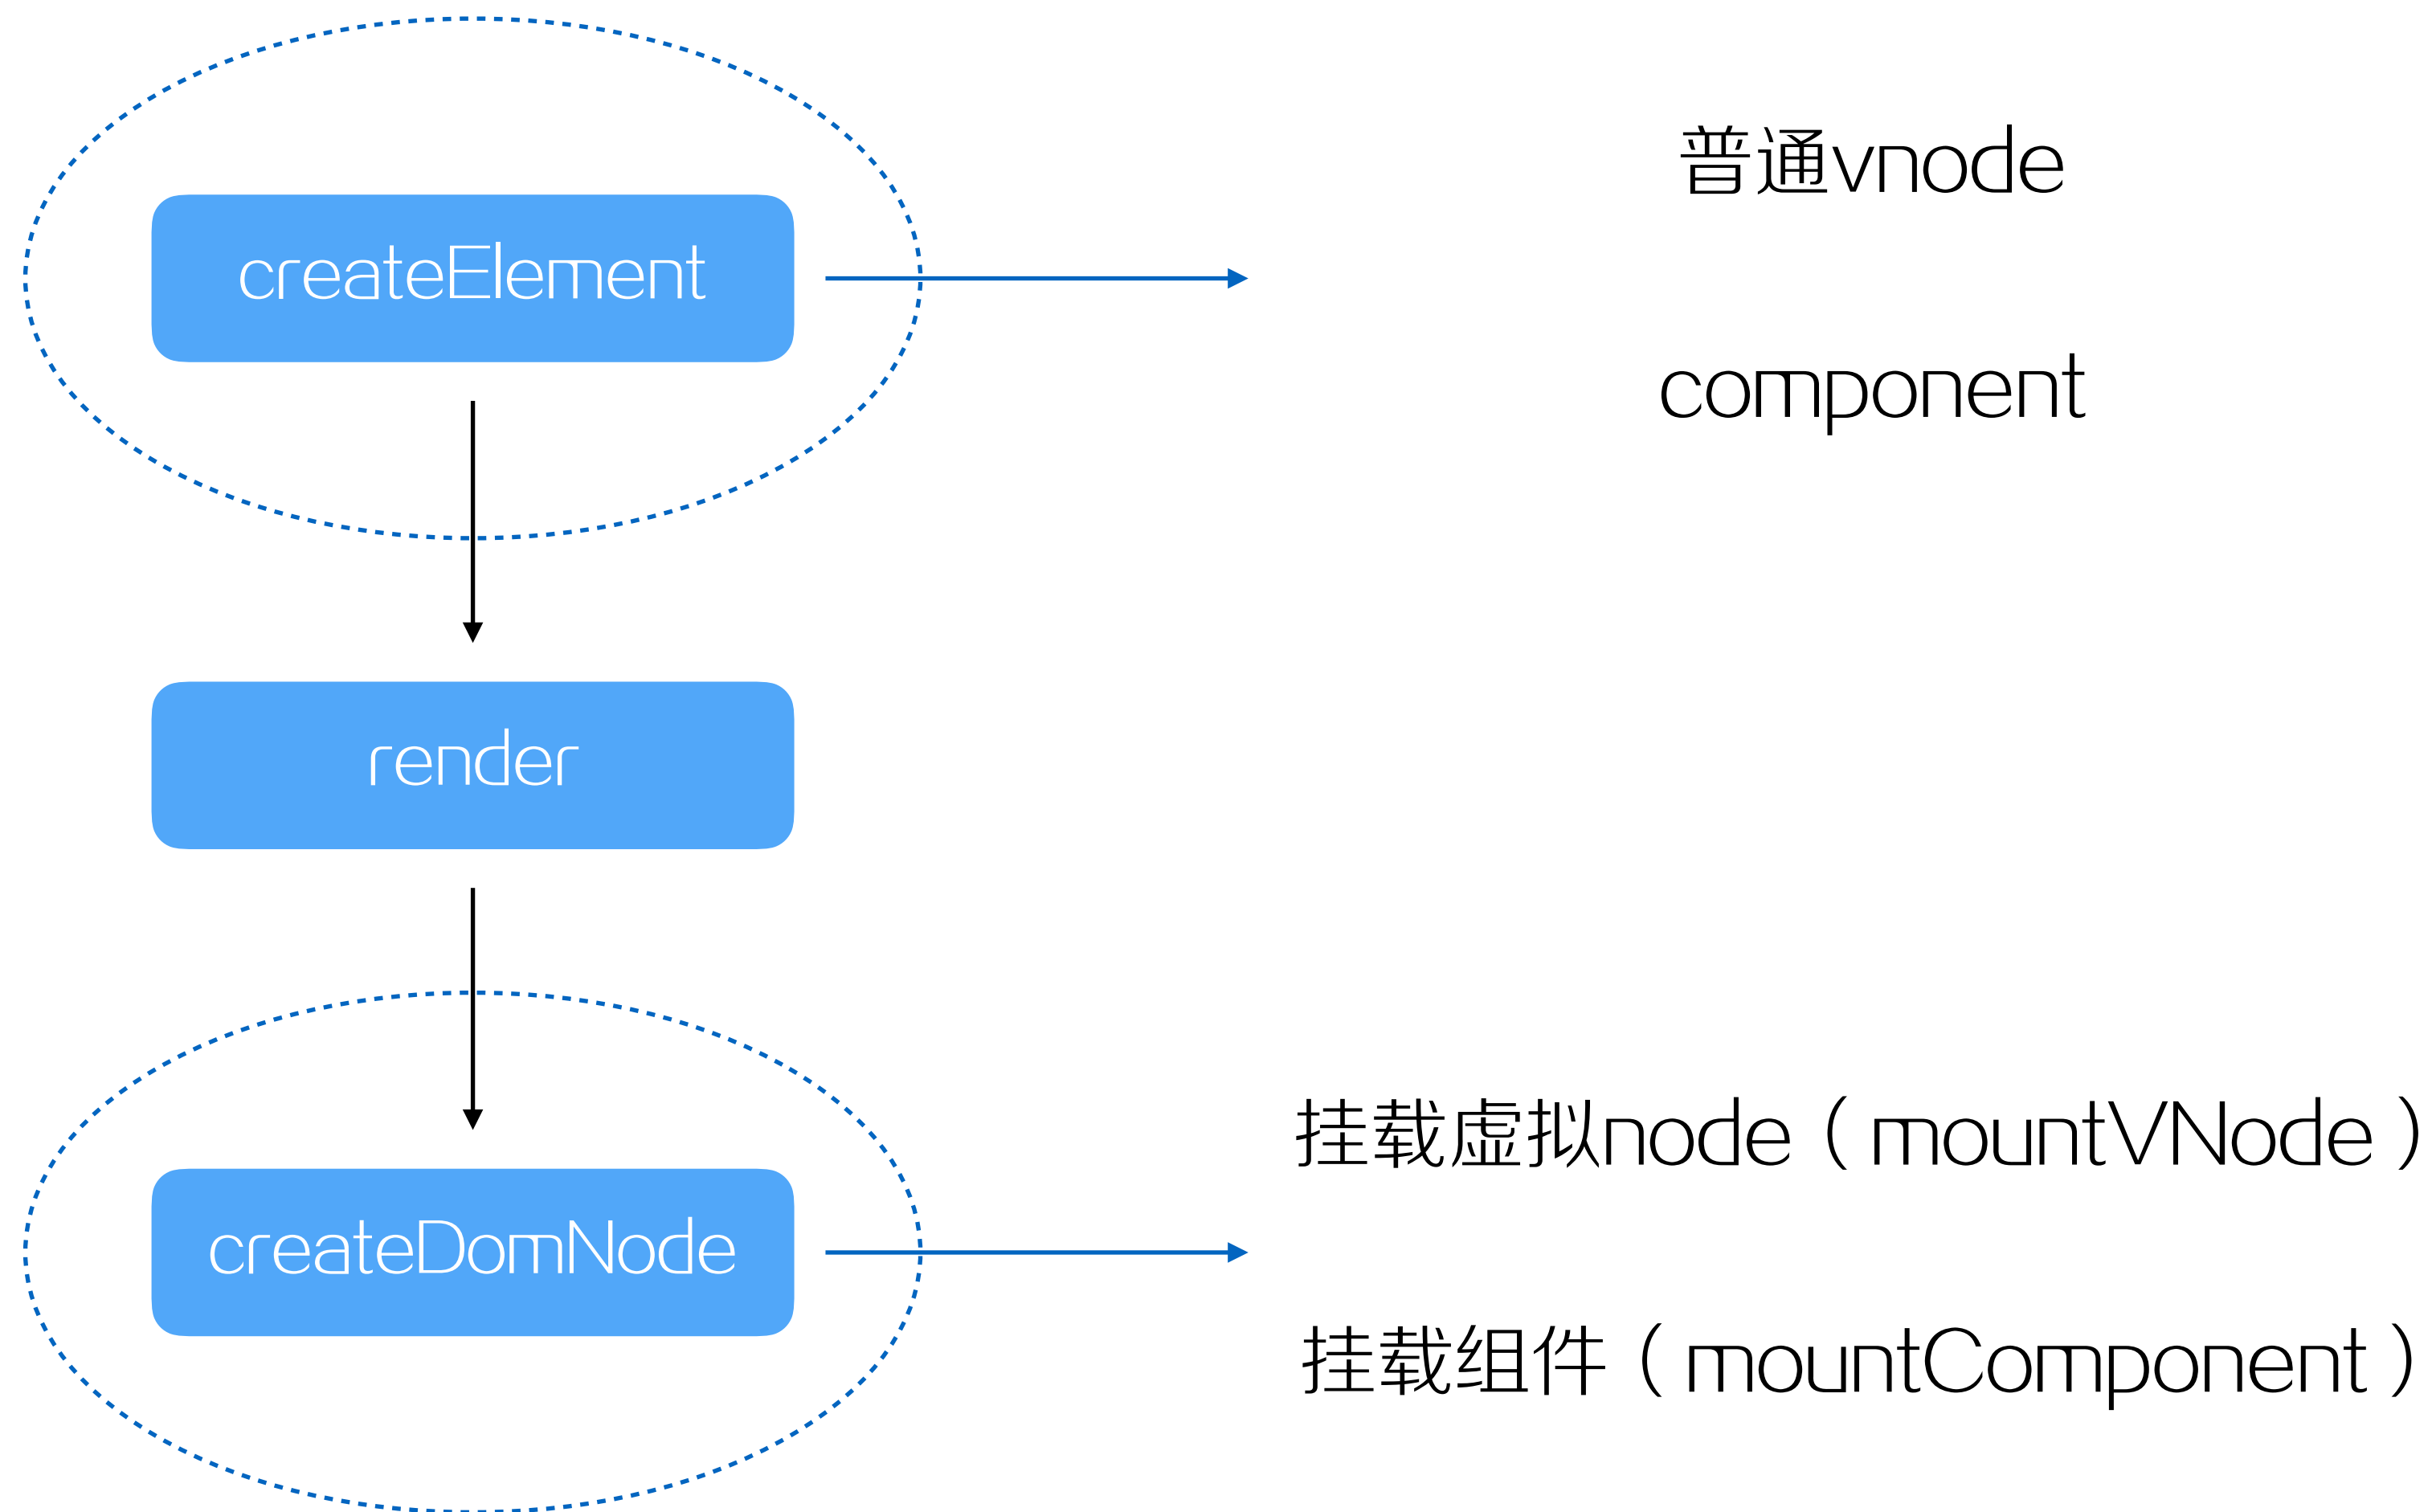 createElement
普通vnode
component
render
createDomNode
挂载虚拟node（mountVNode）
挂载组件（mountComponent）